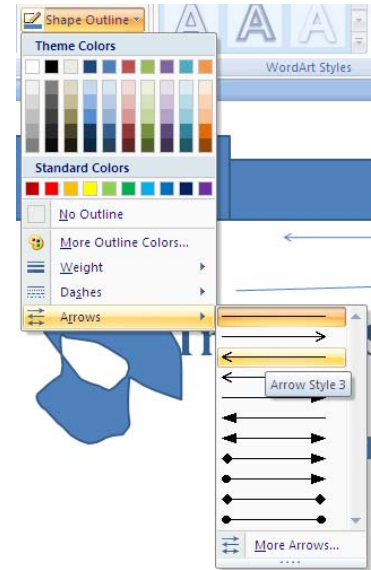 Shape Outline
A A A
WordArt Styles
Theme Colors
Standard Colors
No Outline
More Outline Colors...
Weight
Dashes
Arrows
Arrow Style 3
More Arrows...